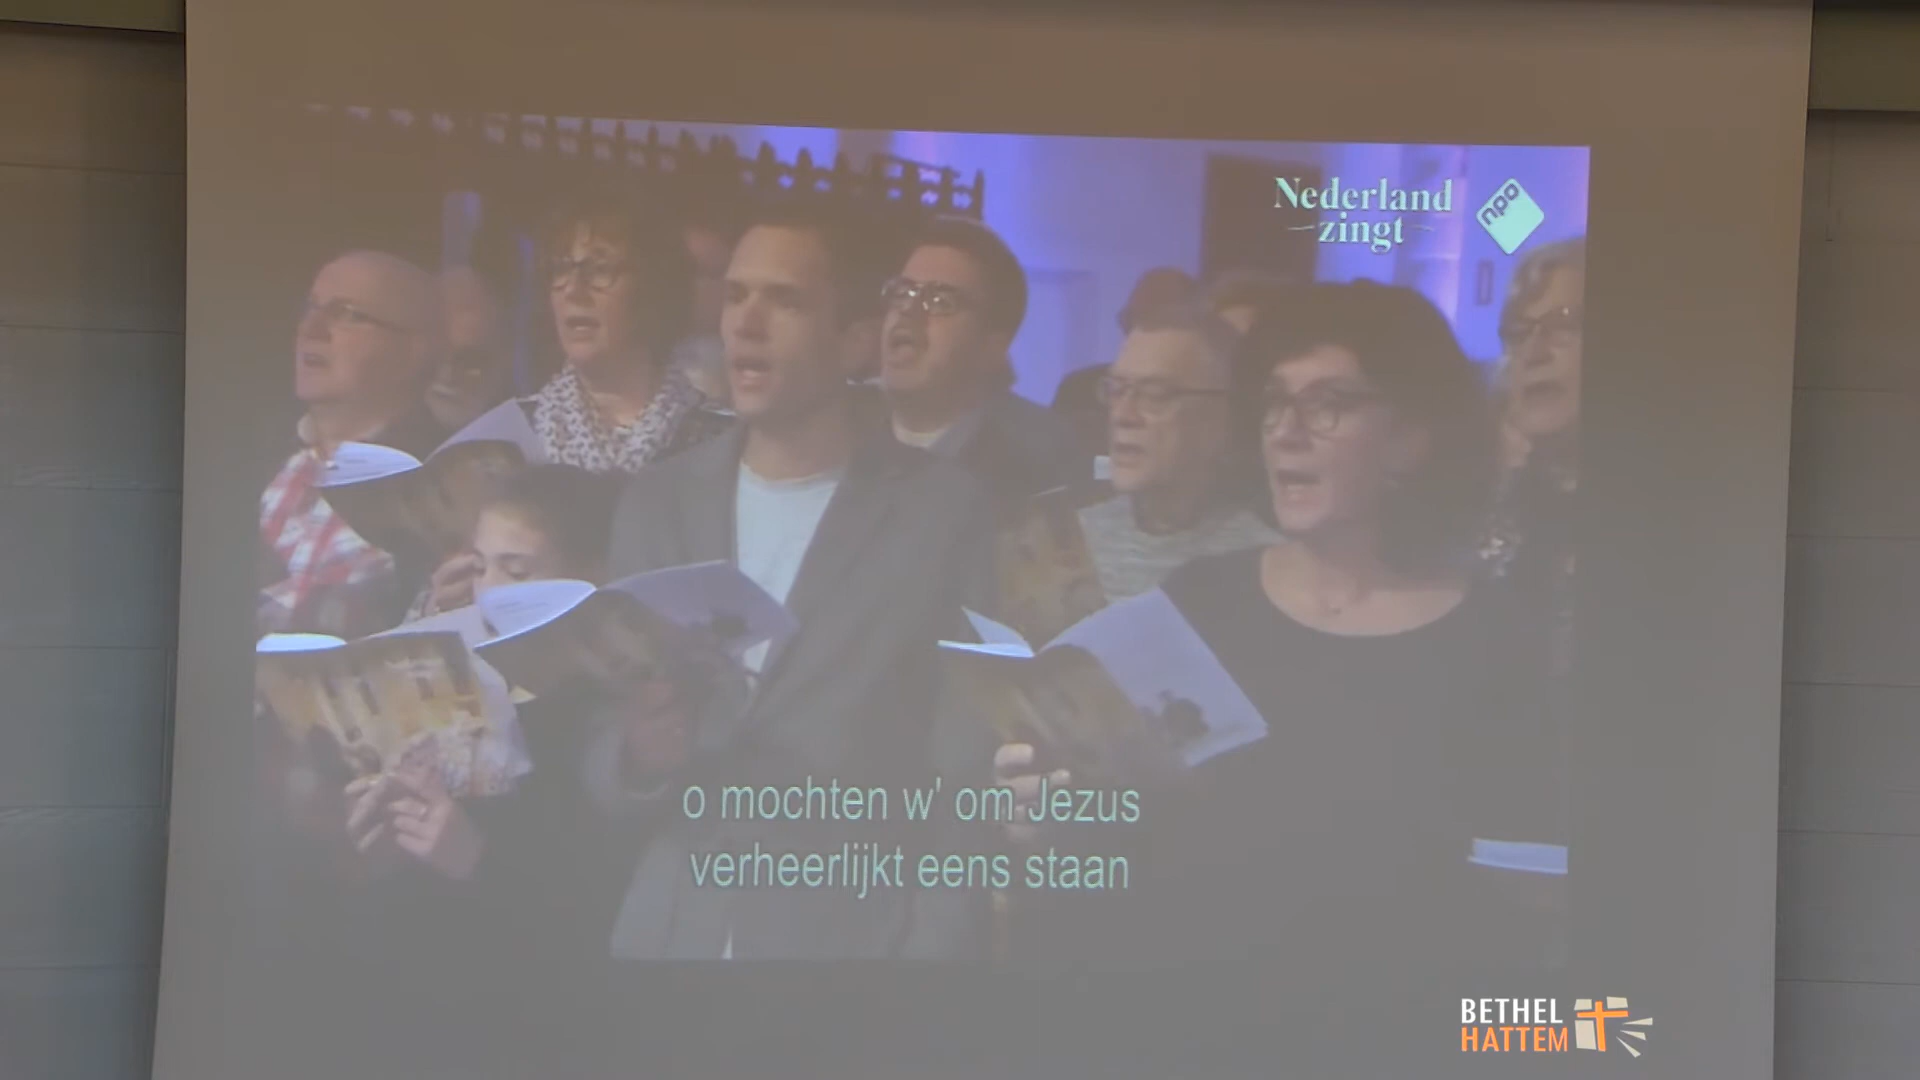 Nederland
zingt
npo
o mochten w' om Jezus
verheerlijkt eens staan
BETHEL
HATTEM